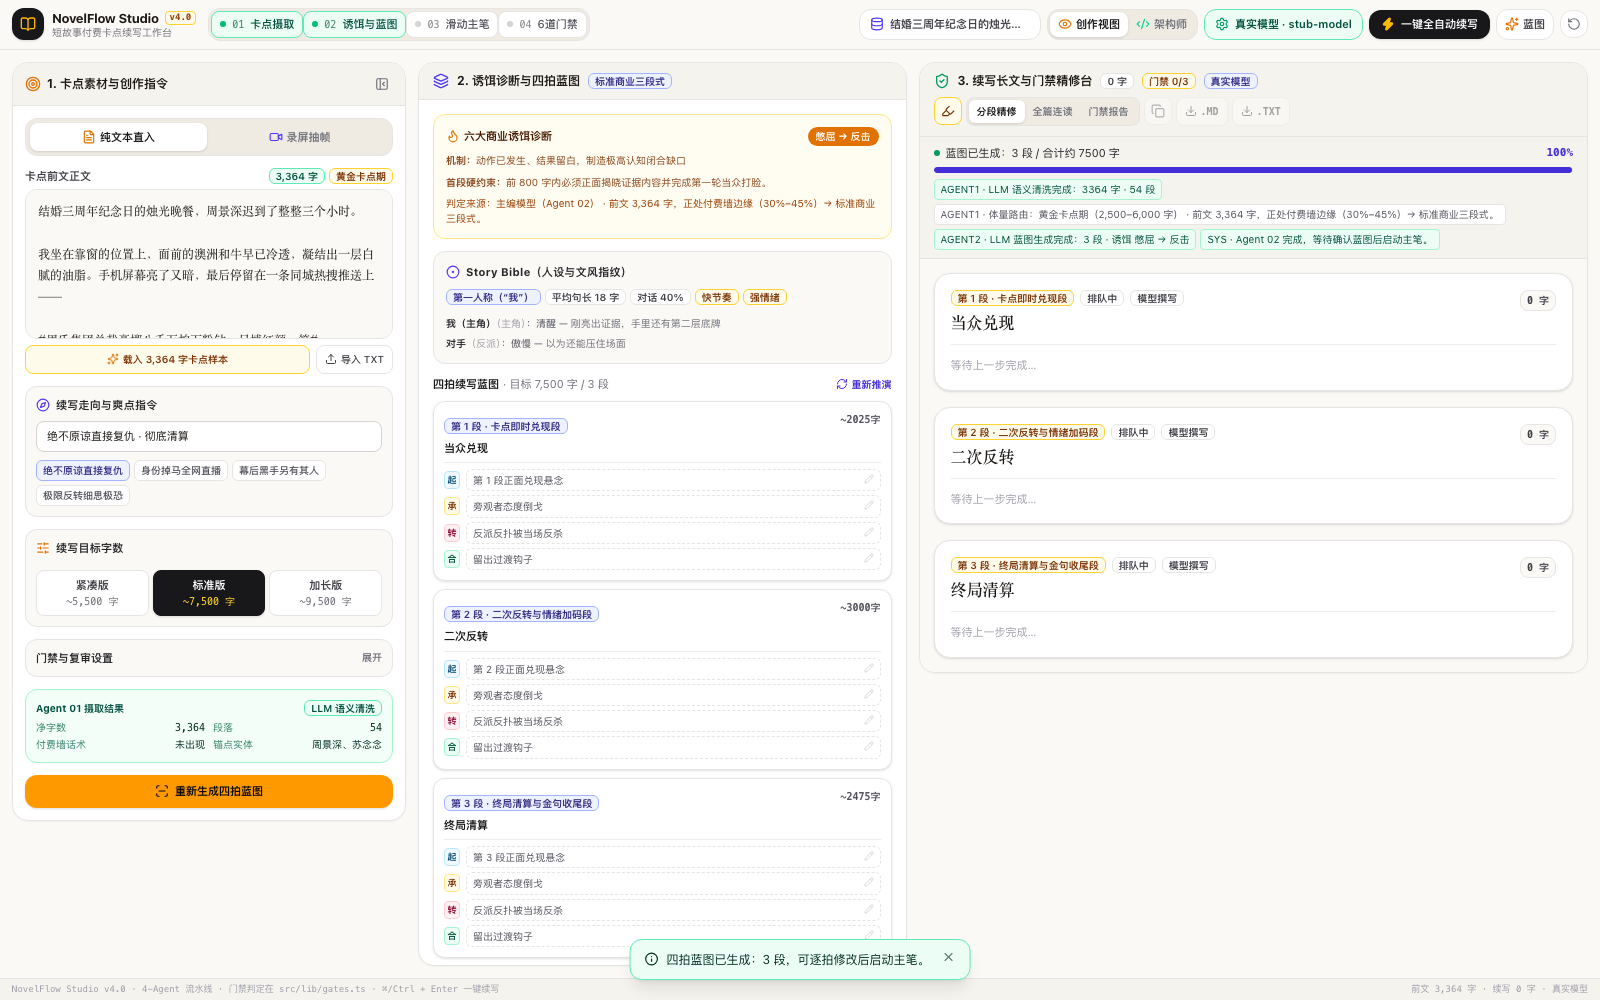 NovelFlow Studio v4.0
短故事付费卡点续写工作台
01 卡点摄取
02 诱饵与蓝图
03 滑动主笔
04 6道门禁
结婚三周年纪念日的烛光...
创作视图
架构师
真实模型 · stub-model
一键全自动续写
蓝图
1. 卡点素材与创作指令
纯文本直入
录屏抽帧
卡点前文正文
3,364 字
黄金卡点期
结婚三周年纪念日的烛光晚餐，周景深迟到了整整三个小时。
我坐在靠窗的位置上，面前的澳洲和牛早已冷透，凝结出一层白
腻的油脂。手机屏幕亮了又暗，最后停留在一条同城热搜推送上
——
载入 3,364 字卡点样本
导入 TXT
续写走向与爽点指令
绝不原谅直接复仇 · 彻底清算
绝不原谅直接复仇
身份掉马全网直播
幕后黑手另有其人
极限反转细思极恐
续写目标字数
紧凑版
~5,500 字
标准版
~7,500 字
加长版
~9,500 字
门禁与复审设置
展开
Agent 01 摄取结果
LLM 语义清洗
净字数 3,364 段落 54
付费墙话术 未出现 锚点实体 周景深、苏念念
重新生成四拍蓝图
2. 诱饵诊断与四拍蓝图
标准商业三段式
六大商业诱饵诊断
憋屈 → 反击
机制：动作已发生、结果留白，制造极高认知闭合缺口
首段硬约束：前 800 字内必须正面揭晓证据内容并完成第一轮当众打脸。
判定来源：主编模型（Agent 02）· 前文 3,364 字，正处付费墙边缘（30%–45%）→ 标准商业
三段式。
Story Bible（人设与文风指纹）
第一人称（“我”）
平均句长 18 字
对话 40%
快节奏
强情绪
我（主角）（主角）：清醒 — 刚亮出证据，手里还有第二层底牌
对手（反派）：傲慢 — 以为还能压住场面
四拍续写蓝图 · 目标 7,500 字 / 3 段
重新推演
第 1 段 · 卡点即时兑现段
~2025字
当众兑现
起 第 1 段正面兑现悬念
承 旁观者态度倒戈
转 反派反扑被当场反杀
合 留出过渡钩子
第 2 段 · 二次反转与情绪加码段
~3000字
二次反转
起 第 2 段正面兑现悬念
承 旁观者态度倒戈
转 反派反扑被当场反杀
合 留出过渡钩子
第 3 段 · 终局清算与金句收尾段
~2475字
终局清算
起 第 3 段正面兑现悬念
承 旁观者态度倒戈
转 反派反扑被当场反杀
合 留出过渡钩子
3. 续写长文与门禁精修台
0 字
门禁 0/3
真实模型
分段精修
全篇连读
门禁报告
.MD
.TXT
蓝图已生成：3 段 / 合计约 7500 字
100%
AGENT1 · LLM 语义清洗完成：3364 字 · 54 段
AGENT1 · 体量路由：黄金卡点期（2,500–6,000 字） · 前文 3,364 字，正处付费墙边缘（30%–45%）→ 标准商业三段式。
AGENT2 · LLM 蓝图生成完成：3 段 · 诱饵 憋屈 → 反击
SYS · Agent 02 完成，等待确认蓝图后启动主笔。
第 1 段 · 卡点即时兑现段
排队中
模型撰写
0 字
当众兑现
等待上一步完成...
第 2 段 · 二次反转与情绪加码段
排队中
模型撰写
0 字
二次反转
等待上一步完成...
第 3 段 · 终局清算与金句收尾段
排队中
模型撰写
0 字
终局清算
等待上一步完成...
四拍蓝图已生成：3 段，可逐拍修改后启动主笔。
NovelFlow Studio v4.0 · 4-Agent 流水线 · 门禁判定在 src/lib/gates.ts · ⌘/Ctrl + Enter 一键续写
前文 3,364 字 · 续写 0 字 · 真实模型